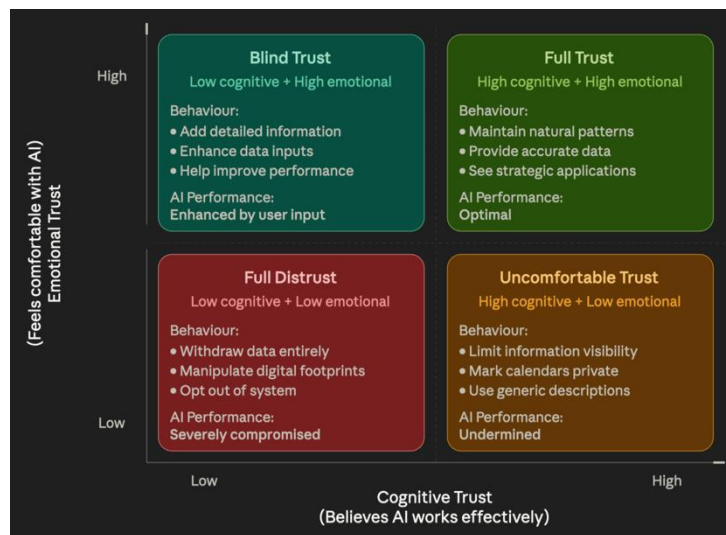 High
Low
(Feels comfortable with AI)
Emotional Trust
Blind Trust
Low cognitive + High emotional
Behaviour:
• Add detailed information
• Enhance data inputs
• Help improve performance
AI Performance:
Enhanced by user input
Full Trust
High cognitive + High emotional
Behaviour:
• Maintain natural patterns
• Provide accurate data
• See strategic applications
AI Performance:
Optimal
Full Distrust
Low cognitive + Low emotional
Behaviour:
• Withdraw data entirely
• Manipulate digital footprints
• Opt out of system
AI Performance:
Severely compromised
Uncomfortable Trust
High cognitive + Low emotional
Behaviour:
• Limit information visibility
• Mark calendars private
• Use generic descriptions
AI Performance:
Undermined
Low
High
Cognitive Trust
(Believes AI works effectively)